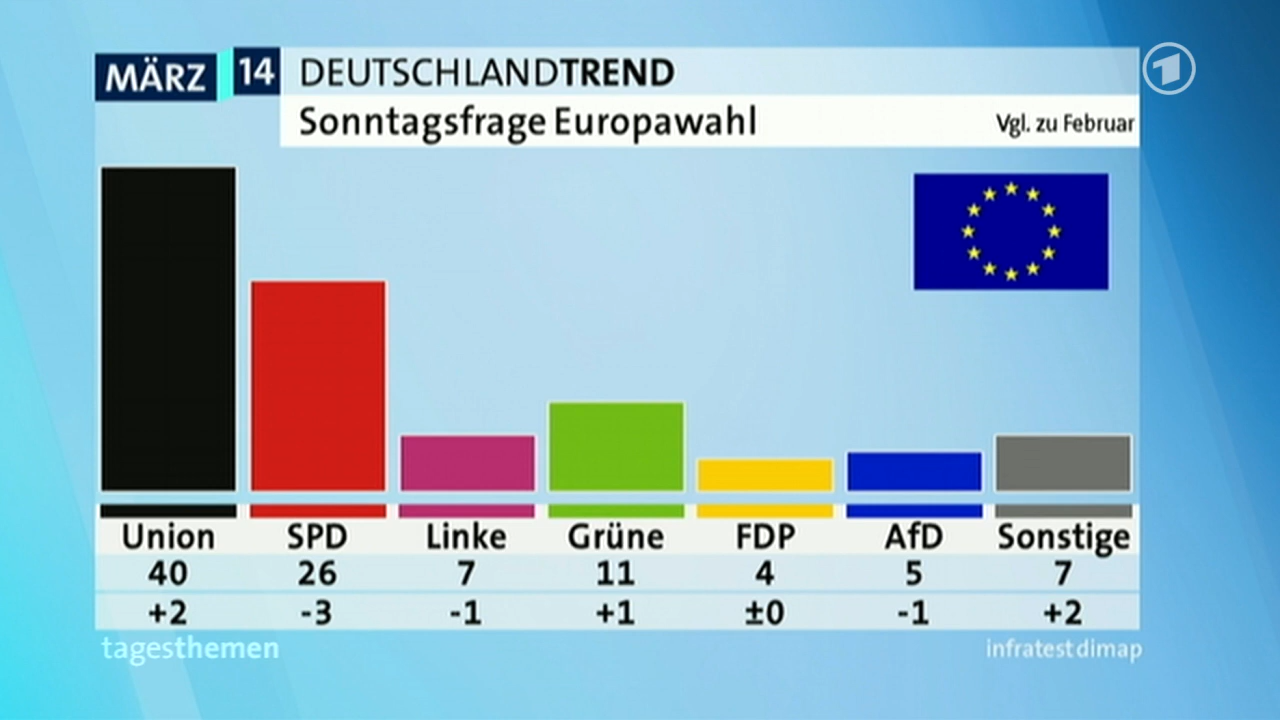 MÄRZ 14 DEUTSCHLANDTREND
Sonntagsfrage Europawahl Vgl. zu Februar
1
Union SPD Linke Grüne FDP AfD Sonstige
40 26 7 11 4 5 7
+2 -3 -1 +1 ±0 -1 +2
tagesthemen infratest dimap